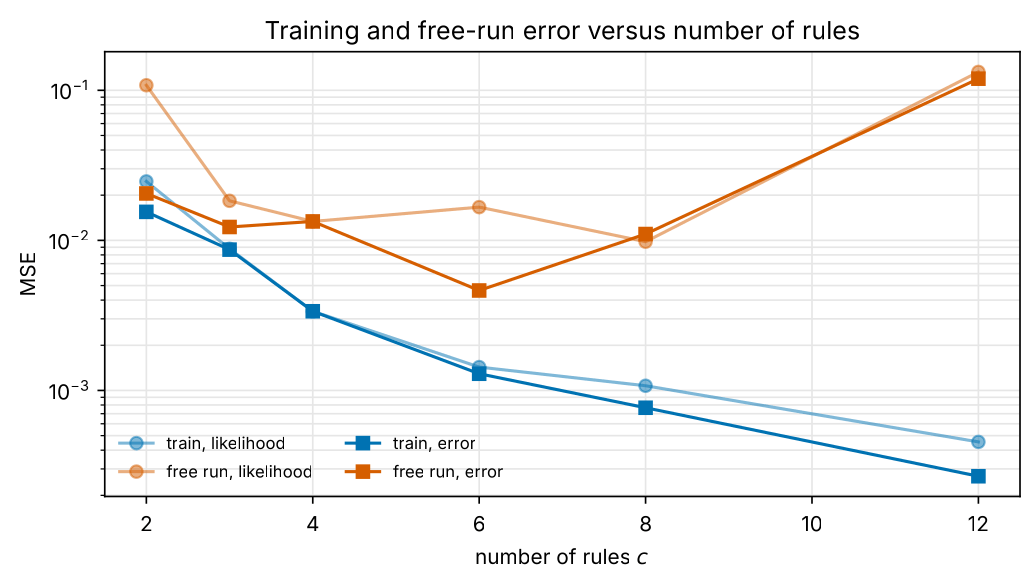 Training and free-run error versus number of rules
10⁻¹
10⁻²
10⁻³
MSE
train, likelihood
free run, likelihood
train, error
free run, error
2 4 6 8 10 12
number of rules c